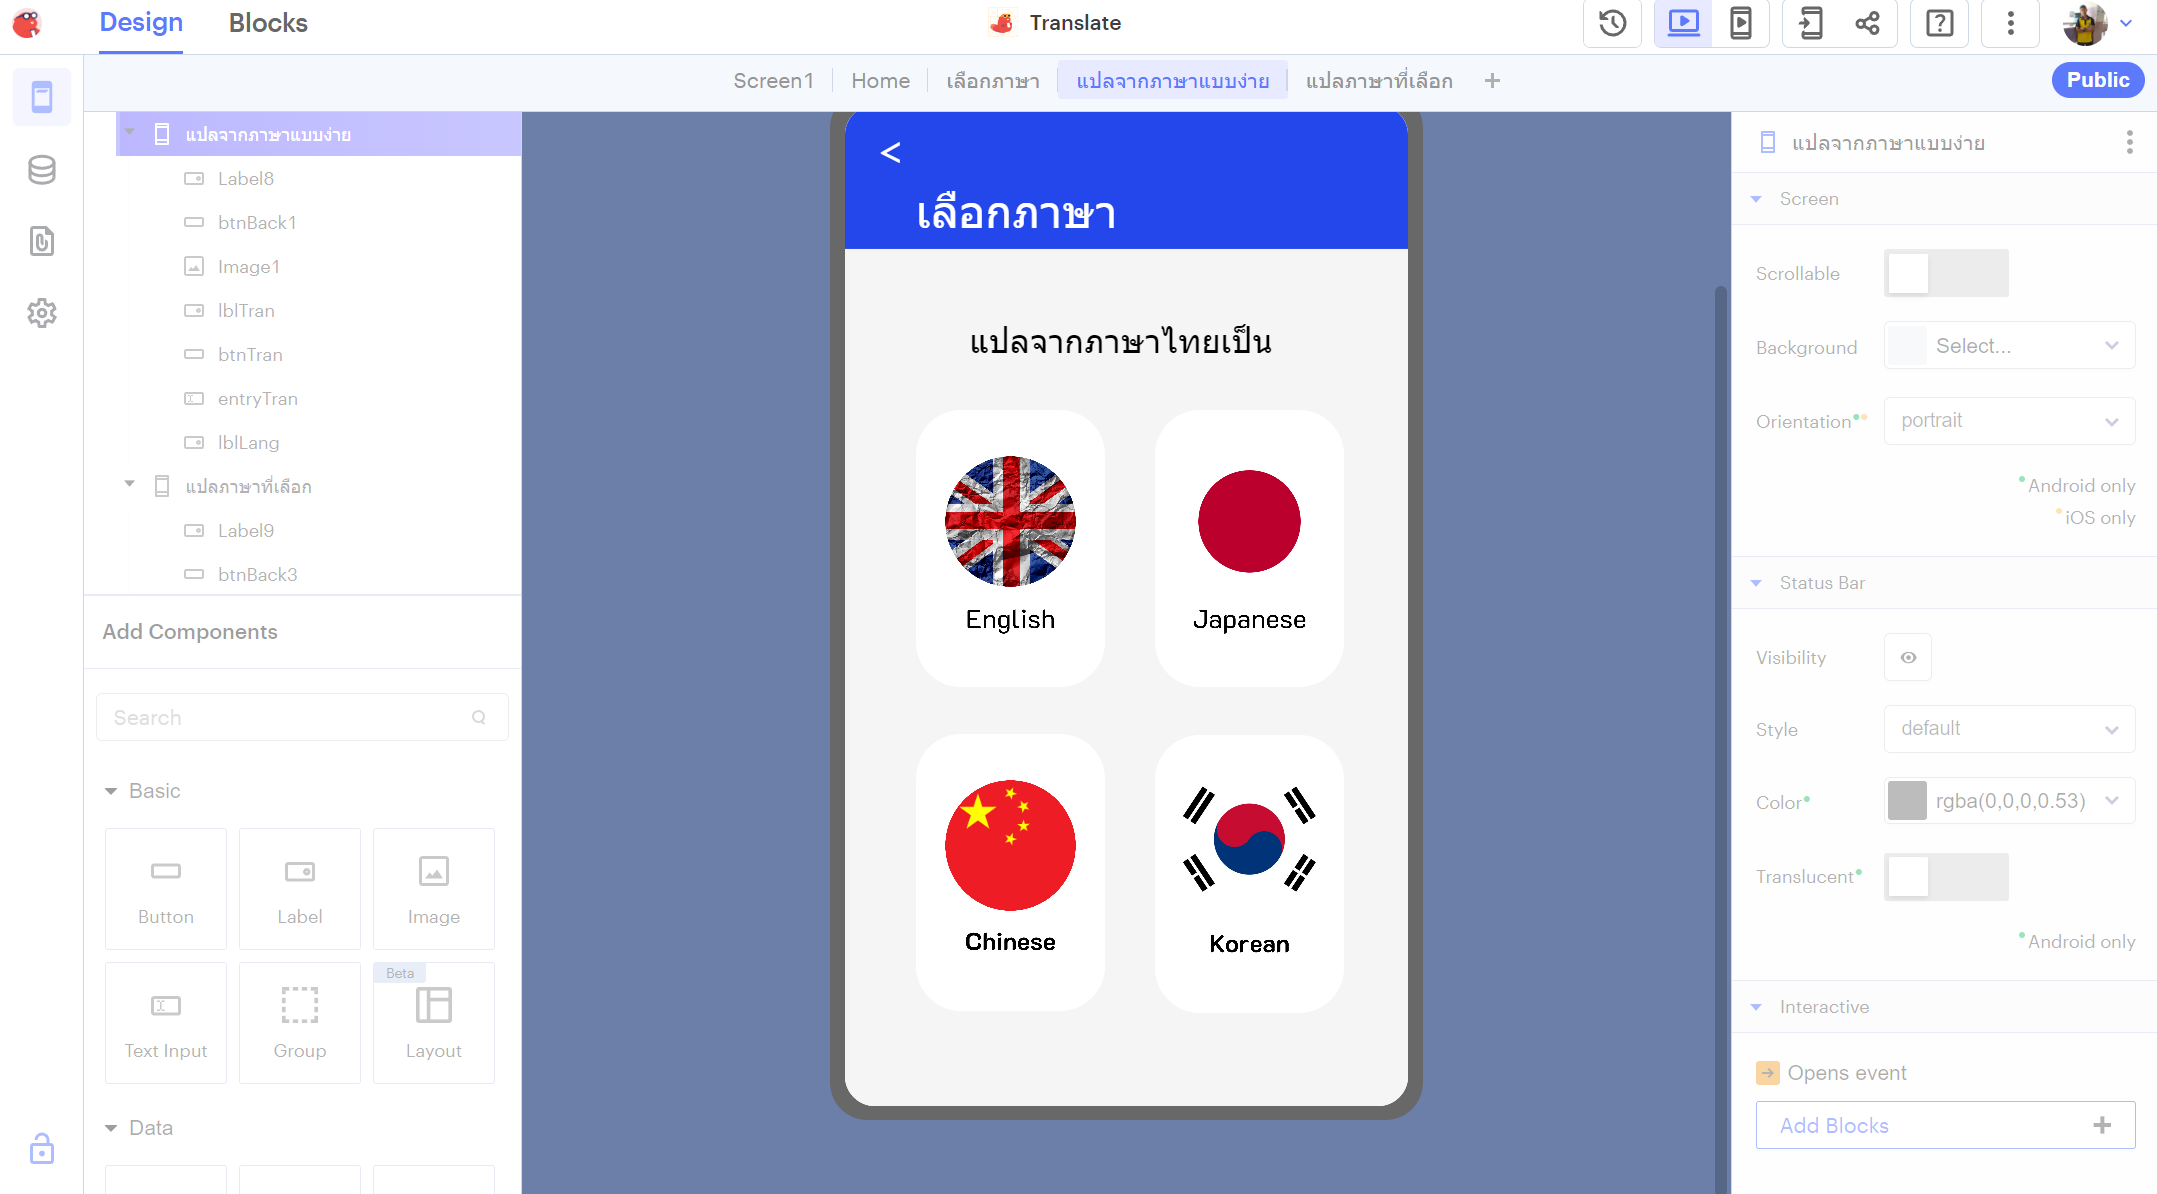 Design
Blocks
Translate
Screen1
Home
เลือกภาษา
แปลจากภาษาแบบง่าย
แปลภาษาที่เลือก
+
Public
แปลจากภาษาแบบง่าย
Label8
btnBack1
Image1
lblTran
btnTran
entryTran
lblLang
แปลภาษาที่เลือก
Label9
btnBack3
Add Components
Search
Basic
Button
Label
Image
Text Input
Group
Beta
Layout
Data
<
เลือกภาษา
แปลจากภาษาไทยเป็น
English
Japanese
Chinese
Korean
แปลจากภาษาแบบง่าย
Screen
Scrollable
Background
Select...
Orientation
portrait
Android only
iOS only
Status Bar
Visibility
Style
default
Color
rgba(0,0,0,0.53)
Translucent
Android only
Interactive
Opens event
Add Blocks +